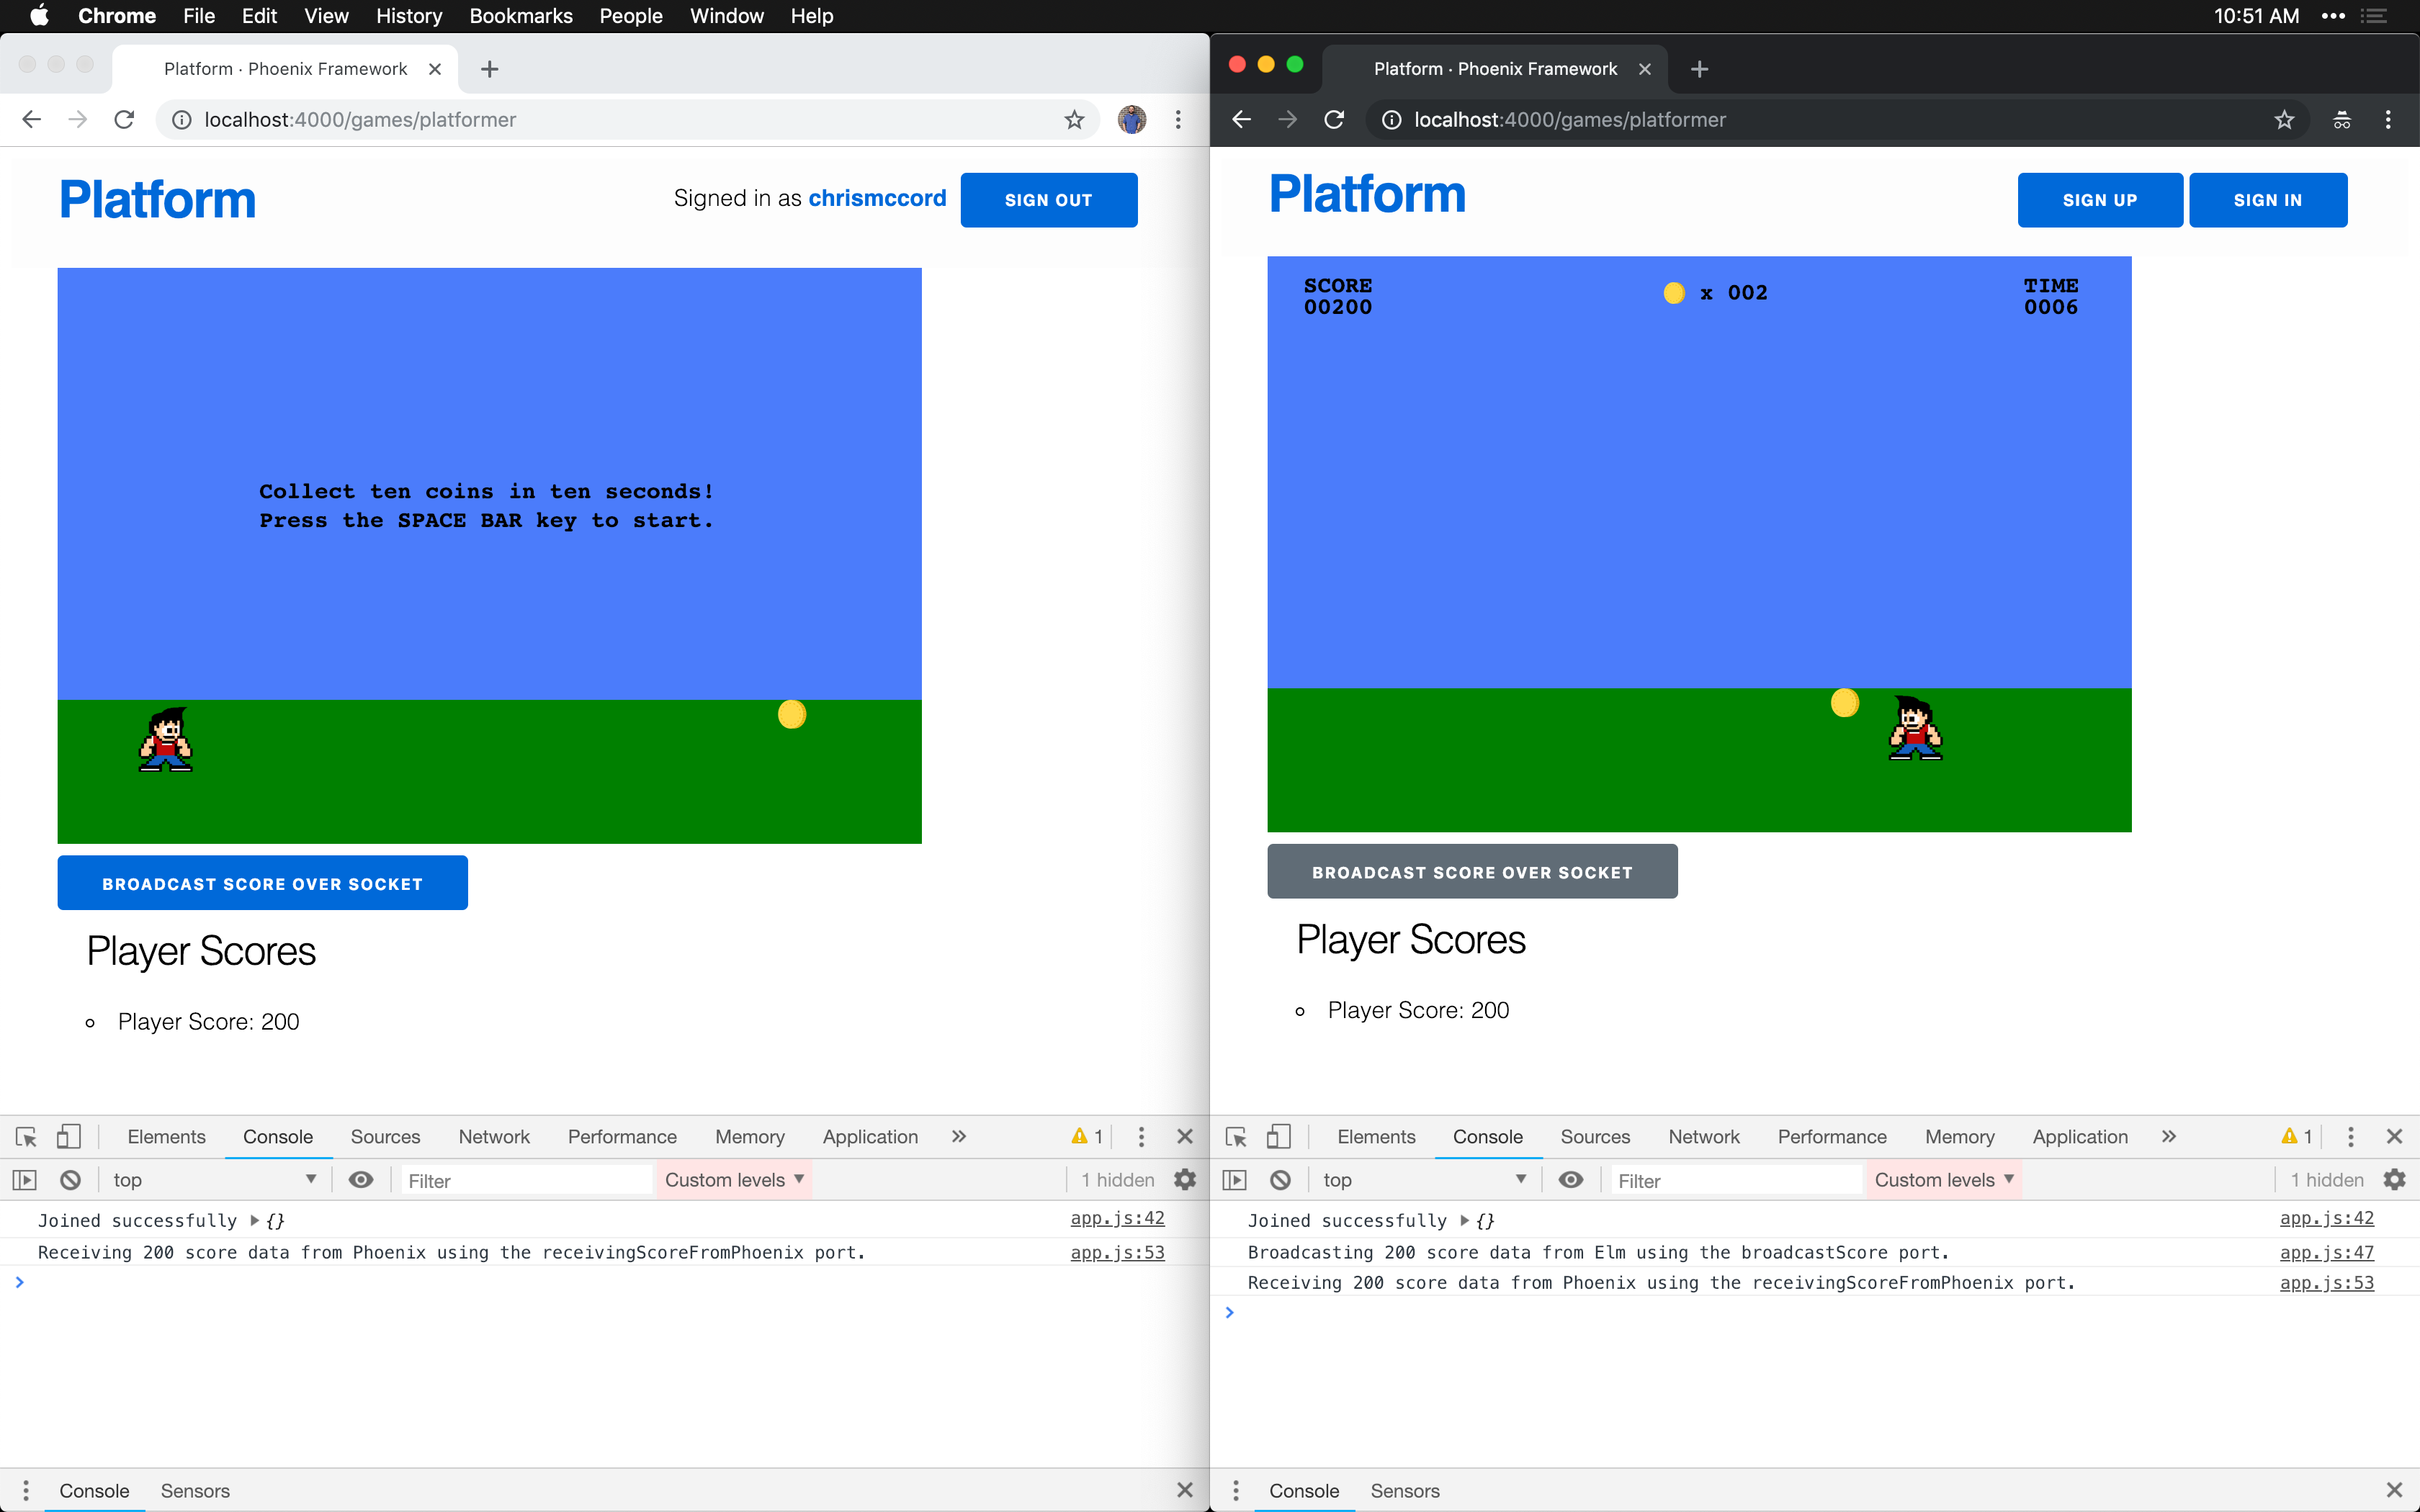 Chrome File Edit View History Bookmarks People Window Help 10:51 AM
Platform · Phoenix Framework
localhost:4000/games/platformer
Platform
Signed in as chrismccord SIGN OUT
Collect ten coins in ten seconds!
Press the SPACE BAR key to start.
BROADCAST SCORE OVER SOCKET
Player Scores
Player Score: 200
Elements Console Sources Network Performance Memory Application » 1
top Filter Custom levels 1 hidden
Joined successfully {} app.js:42
Receiving 200 score data from Phoenix using the receivingScoreFromPhoenix port. app.js:53
Console Sensors
Platform · Phoenix Framework
localhost:4000/games/platformer
Platform
SIGN UP SIGN IN
SCORE x 002 TIME
00200 0006
BROADCAST SCORE OVER SOCKET
Player Scores
Player Score: 200
Elements Console Sources Network Performance Memory Application » 1
top Filter Custom levels 1 hidden
Joined successfully {} app.js:42
Broadcasting 200 score data from Elm using the broadcastScore port. app.js:47
Receiving 200 score data from Phoenix using the receivingScoreFromPhoenix port. app.js:53
Console Sensors